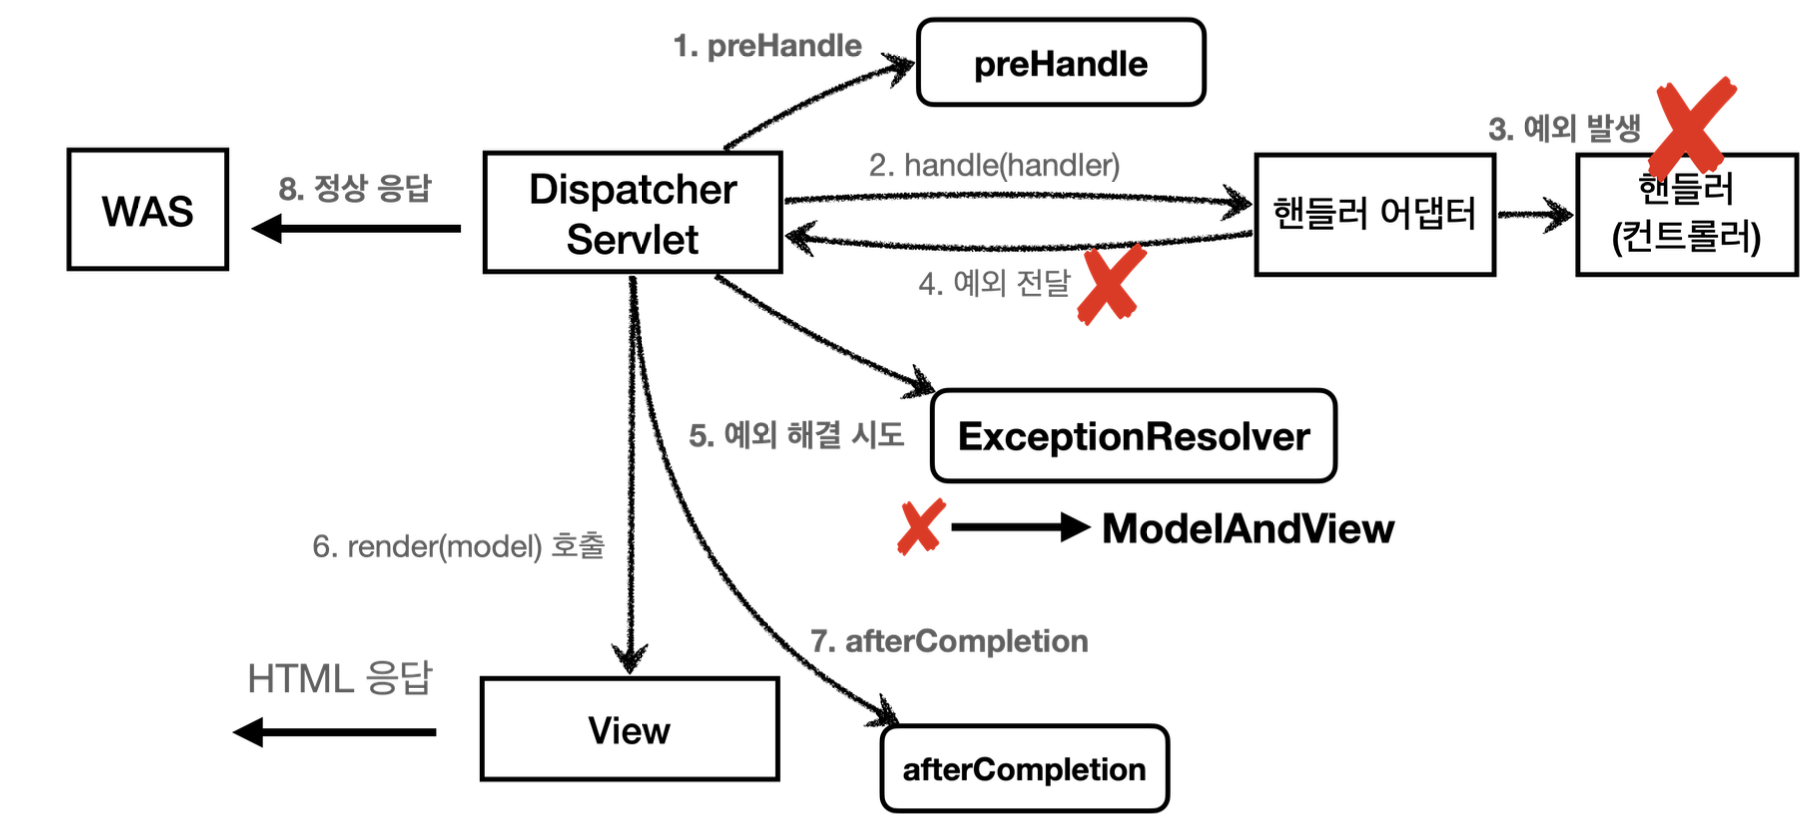 1. preHandle
preHandle
3. 예외 발생
WAS
8. 정상 응답
Dispatcher
Servlet
2. handle(handler)
핸들러 어댑터
핸들러
(컨트롤러)
4. 예외 전달
5. 예외 해결 시도
ExceptionResolver
ModelAndView
6. render(model) 호출
7. afterCompletion
HTML 응답
View
afterCompletion